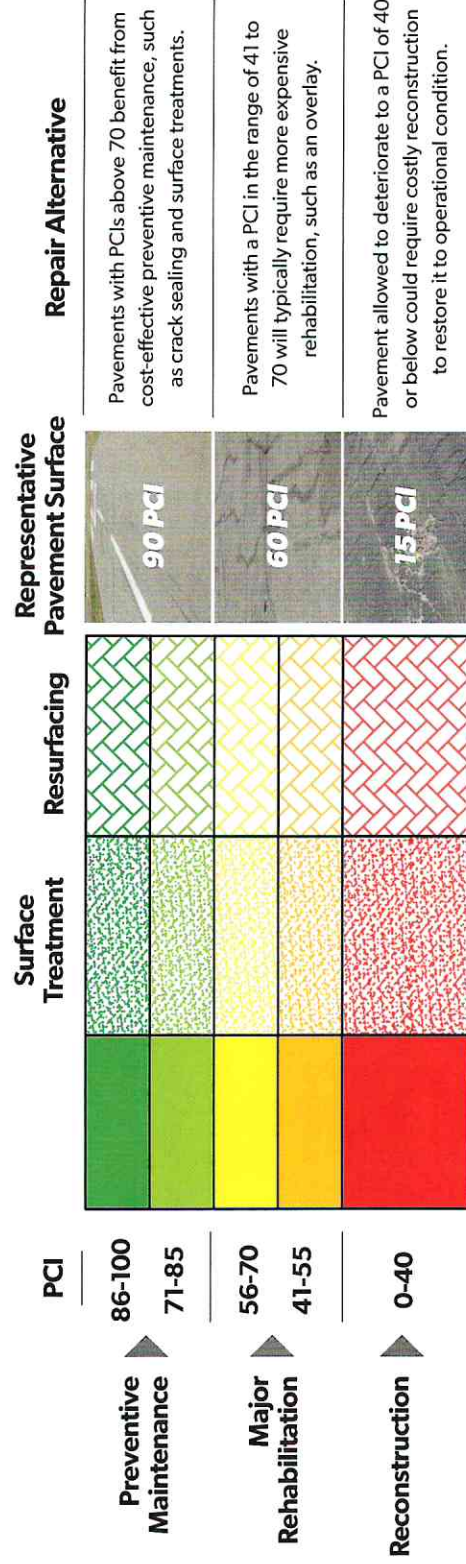 PCI
Surface
Treatment
Resurfacing
Representative
Pavement Surface
Repair Alternative
Preventive
Maintenance
86-100
71-85
90 PCI
Pavements with PCIs above 70 benefit from
cost-effective preventive maintenance, such
as crack sealing and surface treatments.
Major
Rehabilitation
56-70
41-55
60 PCI
Pavements with a PCI in the range of 41 to
70 will typically require more expensive
rehabilitation, such as an overlay.
Reconstruction
0-40
15 PCI
Pavement allowed to deteriorate to a PCI of 40
or below could require costly reconstruction
to restore it to operational condition.